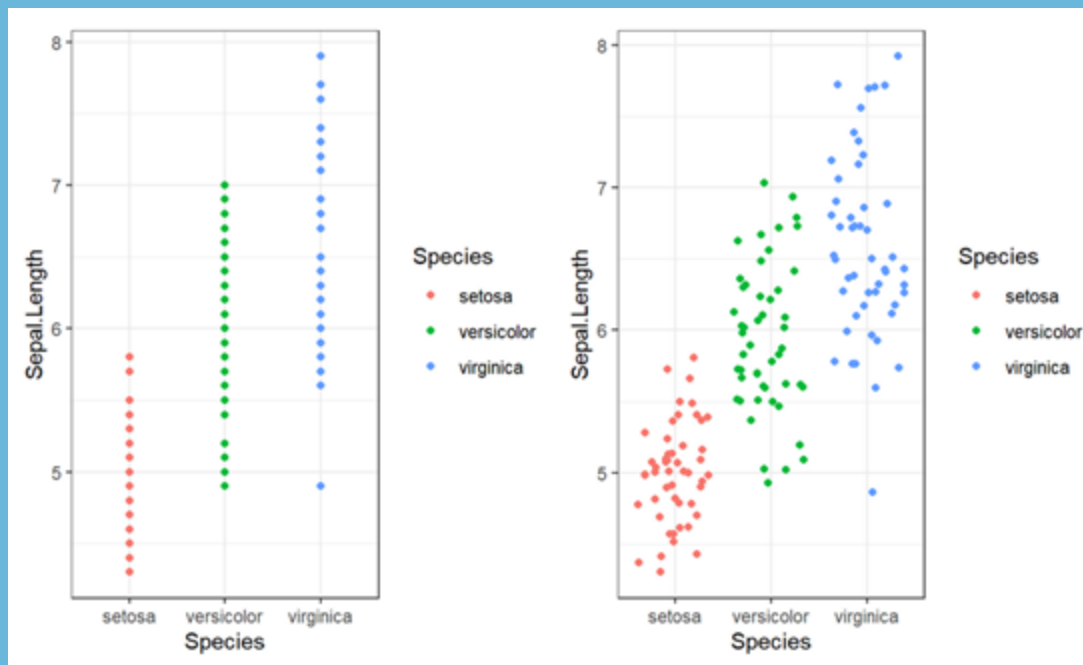 8
7
6
5
Sepal.Length
setosa versicolor virginica
Species
Species
setosa
versicolor
virginica
8
7
6
5
Sepal.Length
setosa versicolor virginica
Species
Species
setosa
versicolor
virginica